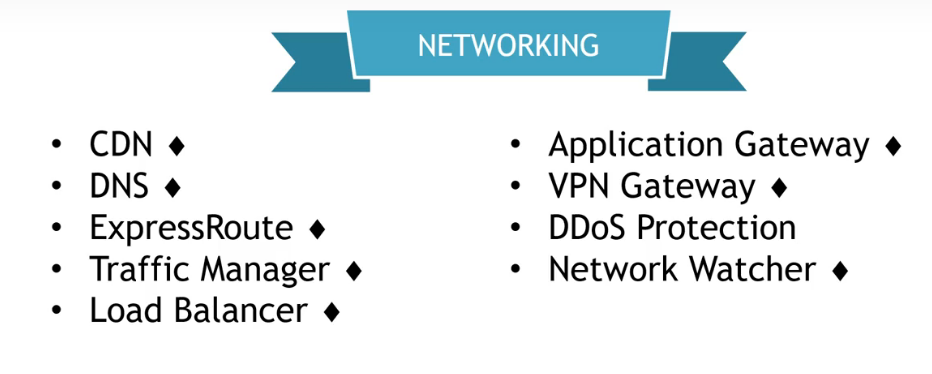 NETWORKING
• CDN ♦
• DNS ♦
• ExpressRoute ♦
• Traffic Manager ♦
• Load Balancer ♦
• Application Gateway ♦
• VPN Gateway ♦
• DDoS Protection
• Network Watcher ♦